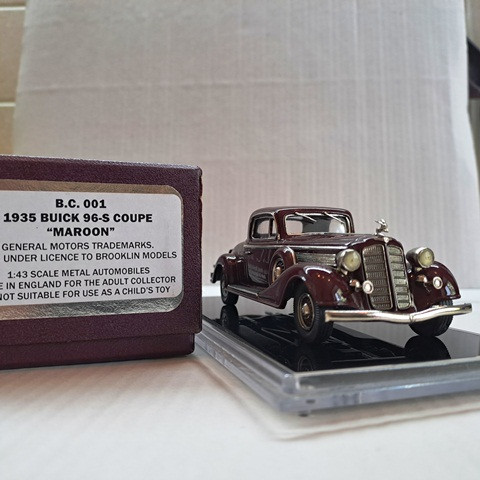 B.C. 001
1935 BUICK 96-S COUPE
“MAROON”
GENERAL MOTORS TRADEMARKS.
UNDER LICENCE TO BROOKLIN MODELS
1:43 SCALE METAL AUTOMOBILES
E IN ENGLAND FOR THE ADULT COLLECTOR
NOT SUITABLE FOR USE AS A CHILD'S TOY